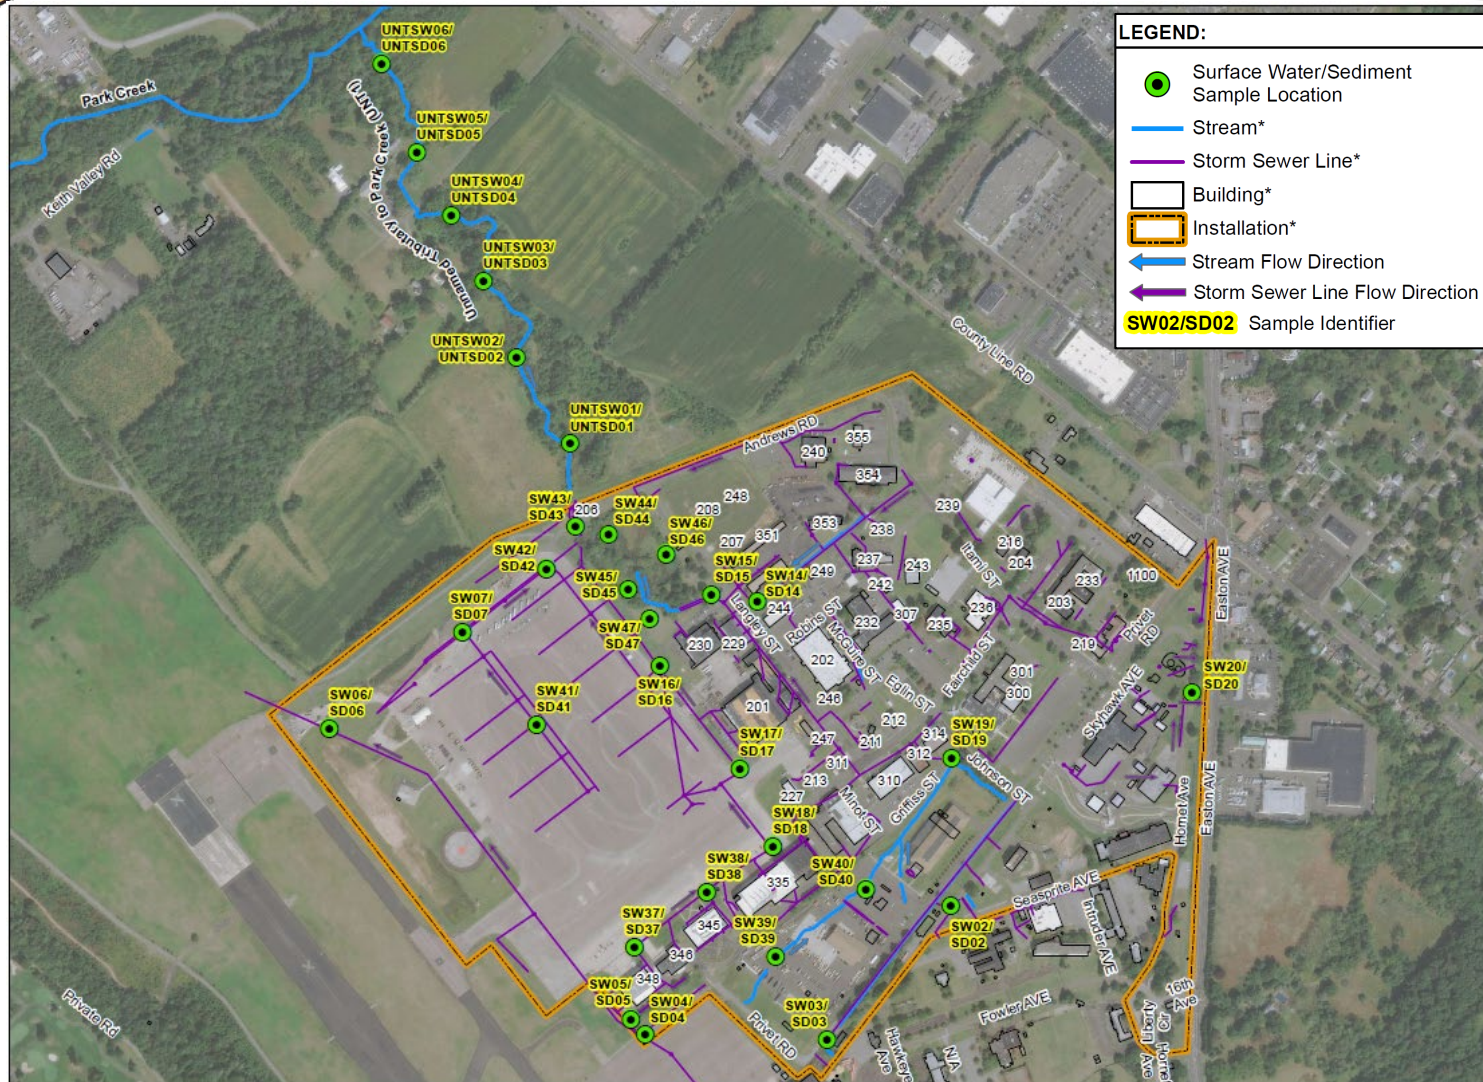 LEGEND:
Surface Water/Sediment
Sample Location
Stream*
Storm Sewer Line*
Building*
Installation*
Stream Flow Direction
Storm Sewer Line Flow Direction
SW02/SD02 Sample Identifier
UNTSW06/
UNTSD06
Park Creek
Unnamed Tributary to Park Creek (UNT1)
UNTSW05/
UNTSD05
Keith Valley Rd
UNTSW04/
UNTSD04
UNTSW03/
UNTSD03
County Line RD
UNTSW02/
UNTSD02
UNTSW01/
UNTSD01
Andrews RD
240
355
354
SW43/
SD43
206
SW44/
SD44
248
208
239
SW46/
SD46
207
351
353
238
SW42/
SD42
237
243
216
204
Itami ST
SW45/
SD45
SW15/
SD15
SW14/
SD14
249
242
233
1100
Easton AVE
SW07/
SD07
244
Robins ST
307
236
203
SW47/
SD47
Langley ST
232
235
Privet
RD
230
229
McGuire ST
219
202
SW16/
SD16
Eglin ST
Fairchild ST
301
300
SW20/
SD20
SW06/
SD06
SW41/
SD41
201
246
212
Skyhawk AVE
SW17/
SD17
247
211
314
SW19/
SD19
311
312
Johnson ST
213
310
227
Griffiss ST
Minot ST
Hornet Ave
Easton AVE
SW18/
SD18
SW38/
SD38
335
SW40/
SD40
Seasprite AVE
SW37/
SD37
345
SW39/
SD39
SW02/
SD02
Intruder AVE
346
348
SW05/
SD05
SW04/
SD04
16th
Ave
Private Rd
Privet RD
SW03/
SD03
Fowler AVE
Liberty
Cir
Hawkeye
Ave
N/A
Ave